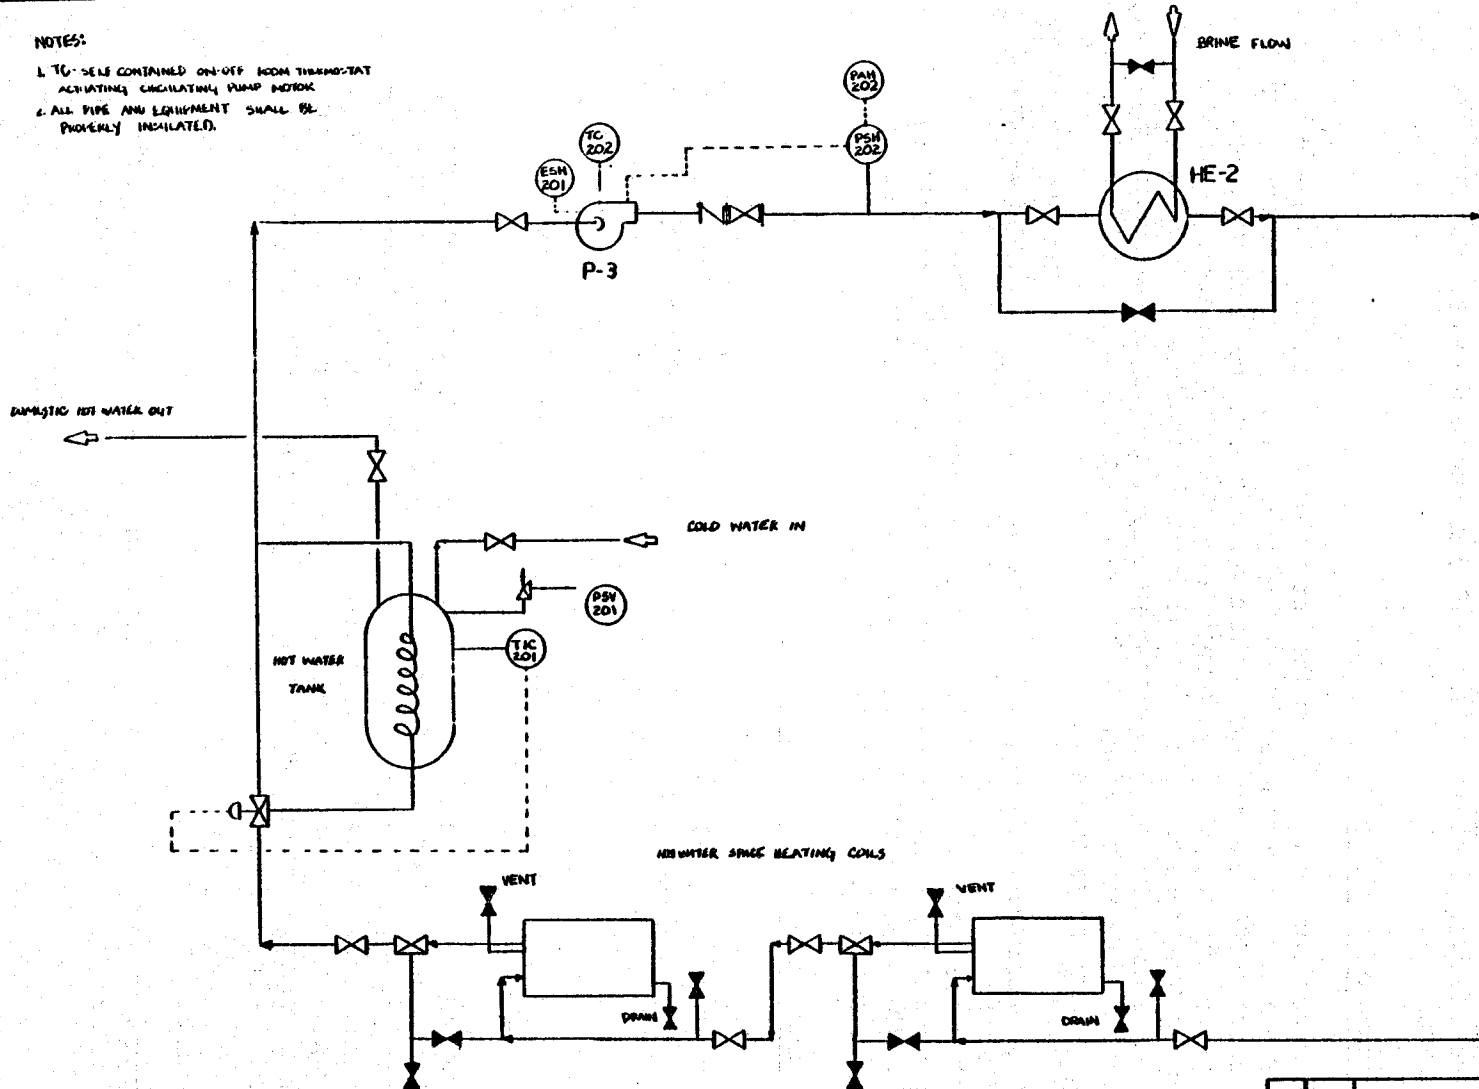 NOTES:
1. TC- SELF CONTAINED ON-OFF ROOM THERMOSTAT
ACTUATING CIRCULATING PUMP MOTOR
2. ALL PIPE AND EQUIPMENT SHALL BE
PROPERLY INSULATED.
BRINE FLOW
PAH
202
TC
202
PSH
202
ESH
201
HE-2
P-3
DOMESTIC HOT WATER OUT
COLD WATER IN
PSV
201
TIC
201
HOT WATER
TANK
HOT WATER SPACE HEATING COILS
VENT
VENT
DRAIN
DRAIN